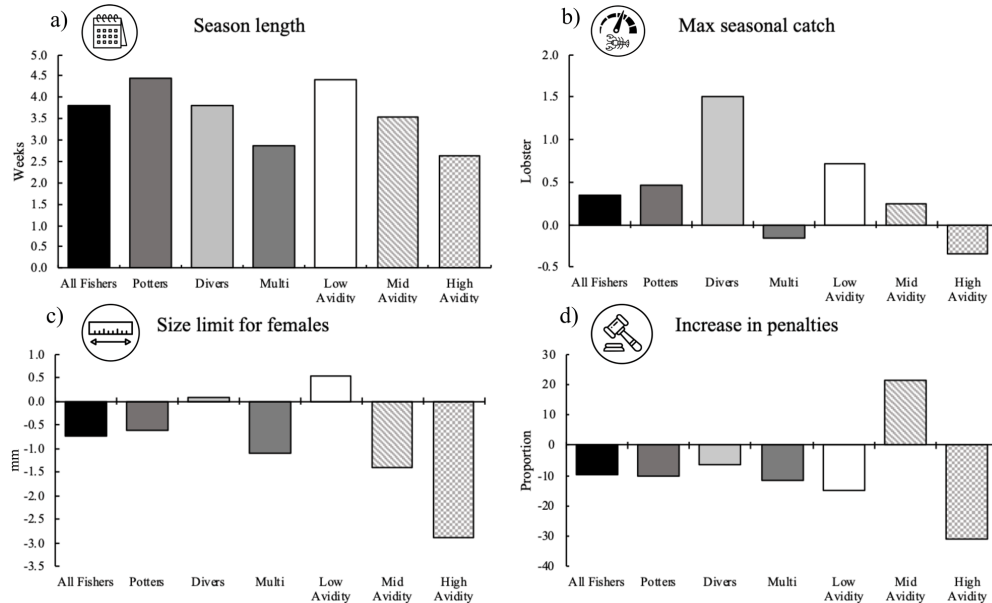 a)
Season length
5.0
4.5
4.0
3.5
3.0
2.5
2.0
1.5
1.0
0.5
0.0
Weeks
All Fishers Potters Divers Multi Low Avidity Mid Avidity High Avidity
b)
Max seasonal catch
2.0
1.5
1.0
0.5
0.0
-0.5
Lobster
All Fishers Potters Divers Multi Low Avidity Mid Avidity High Avidity
c)
Size limit for females
1.0
0.5
0.0
-0.5
-1.0
-1.5
-2.0
-2.5
-3.0
-3.5
mm
All Fishers Potters Divers Multi Low Avidity Mid Avidity High Avidity
d)
Increase in penalties
30
20
10
0
-10
-20
-30
-40
Proportion
All Fishers Potters Divers Multi Low Avidity Mid Avidity High Avidity